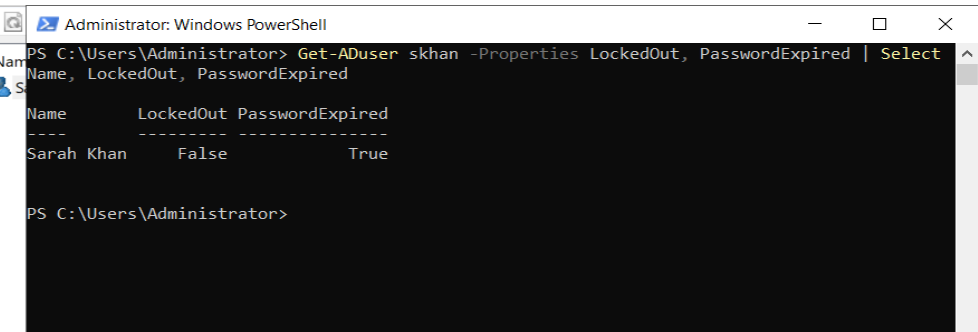 Administrator: Windows PowerShell
PS C:\Users\Administrator> Get-ADuser skhan -Properties LockedOut, PasswordExpired | Select
Name, LockedOut, PasswordExpired
Name LockedOut PasswordExpired
---- --------- ---------------
Sarah Khan False True
PS C:\Users\Administrator>